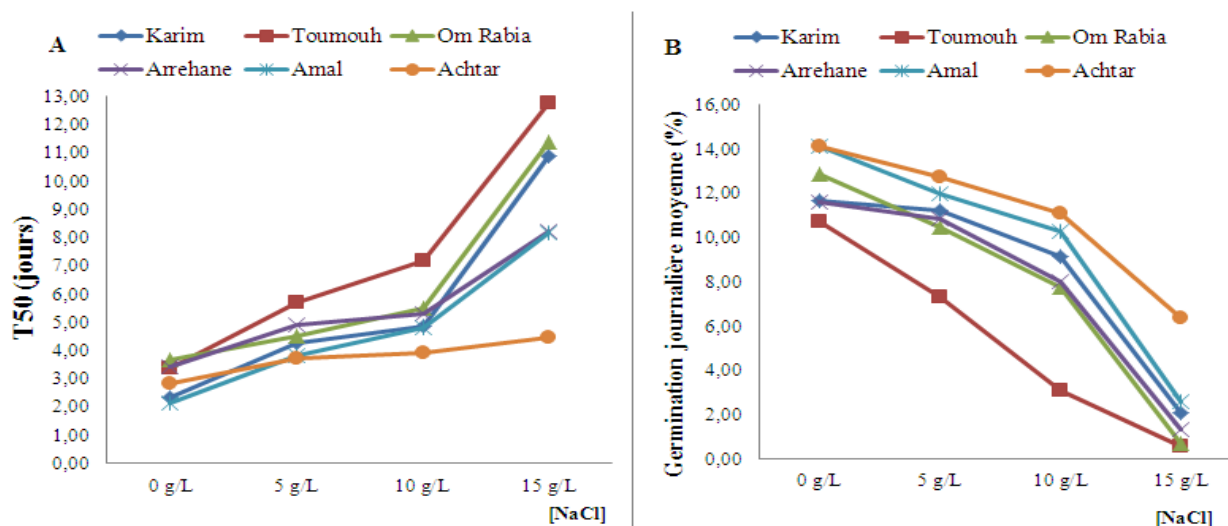 A
Karim Toumouh Om Rabia
Arrehane Amal Achtar
T50 (jours)
13,00
12,00
11,00
10,00
9,00
8,00
7,00
6,00
5,00
4,00
3,00
2,00
1,00
0,00
0 g/L 5 g/L 10 g/L 15 g/L
[NaCl]
B
Karim Toumouh Om Rabia
Arrehane Amal Achtar
Germination journalière moyenne (%)
16,00
14,00
12,00
10,00
8,00
6,00
4,00
2,00
0,00
0 g/L 5 g/L 10 g/L 15 g/L
[NaCl]